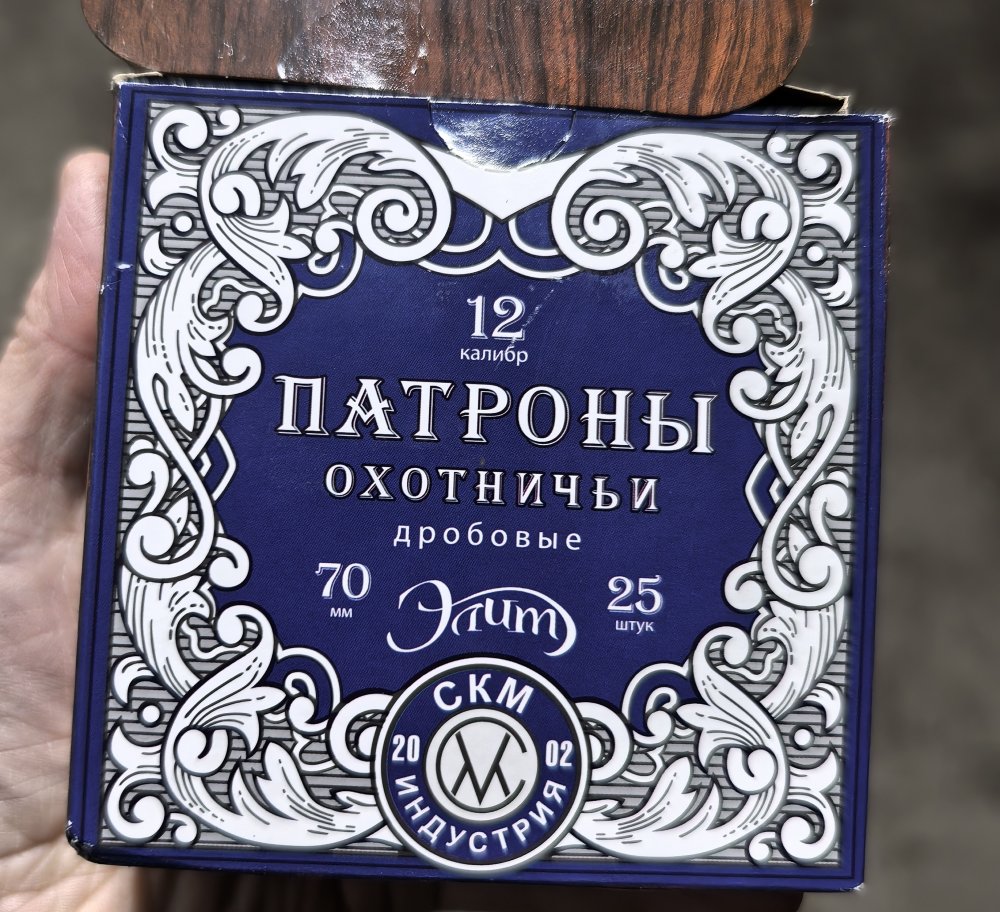 12
калибр
ПАТРОНЫ
ОХОТНИЧЬИ
дробовые
70
мм
Элит
25
штук
СКМ
20 02
ИНДУСТРИЯ